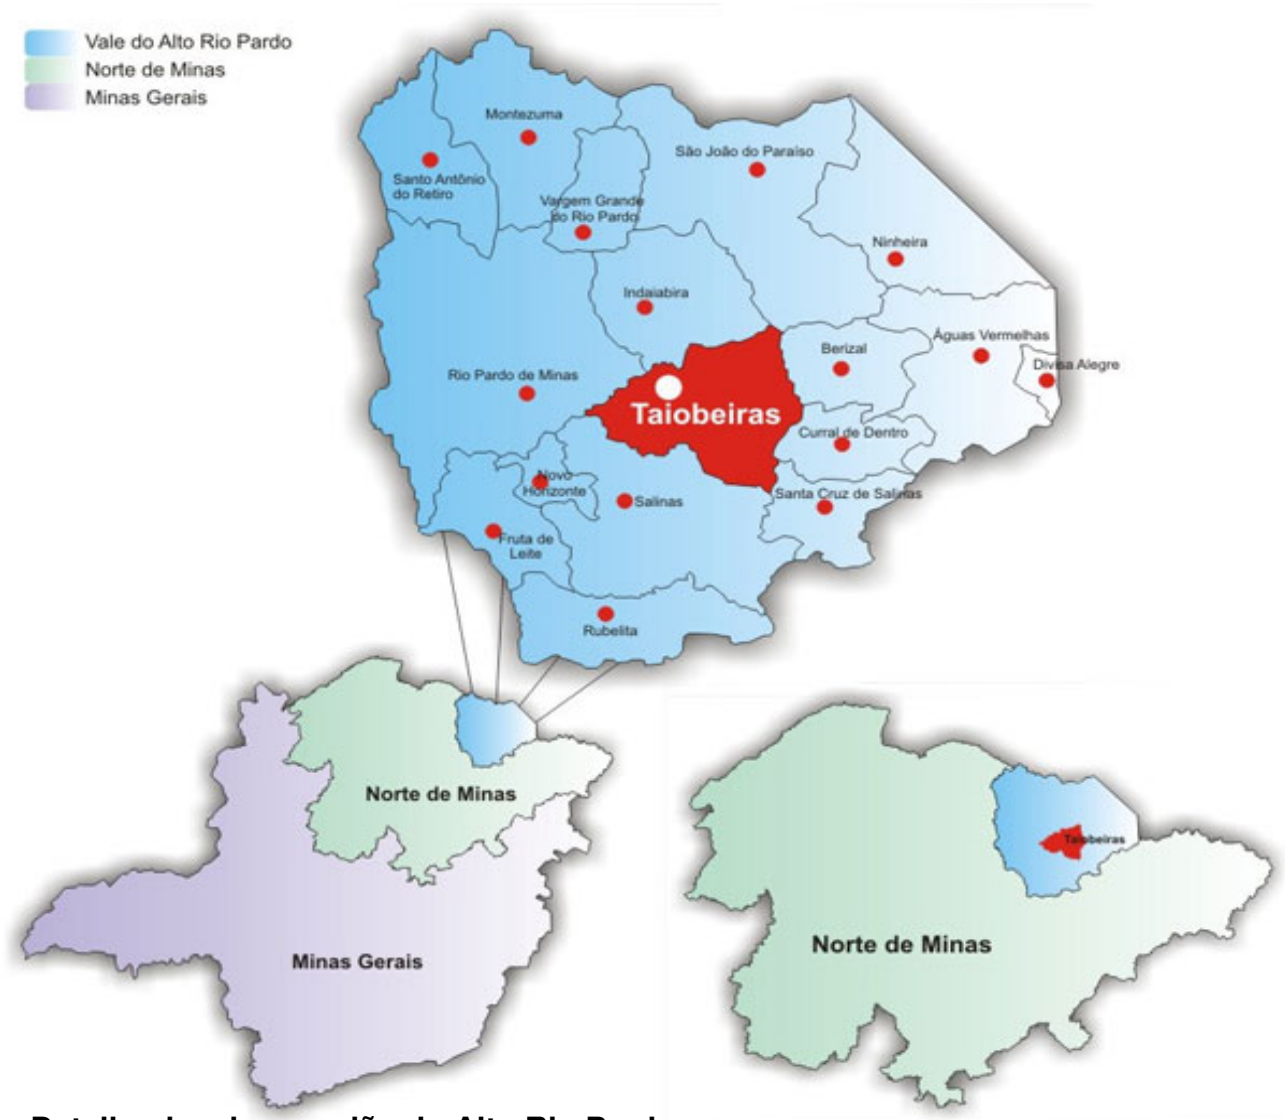 Vale do Alto Rio Pardo
Norte de Minas
Minas Gerais
Montezuma
São João do Paraíso
Santo Antônio
do Retiro
Vargem Grande
do Rio Pardo
Ninheira
Indaiabira
Águas Vermelhas
Berizal
Divisa Alegre
Rio Pardo de Minas
Taiobeiras
Curral de Dentro
Novo
Horizonte
Salinas
Santa Cruz de Salinas
Fruta de
Leite
Rubelita
Norte de Minas
Minas Gerais
Taiobeiras
Norte de Minas